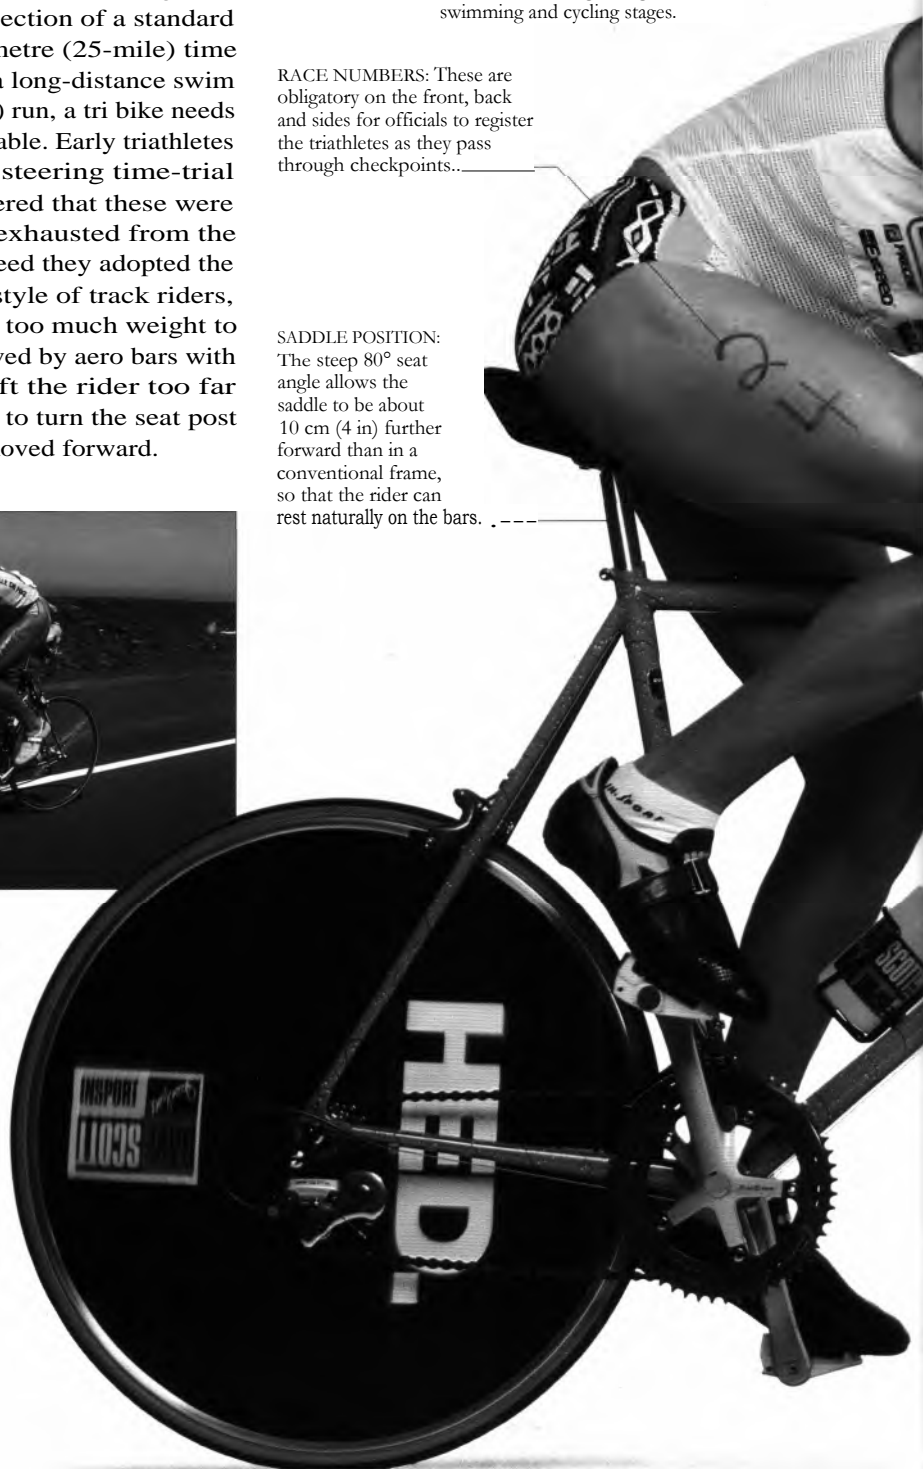 ection of a standard
netre (25-mile) time
long-distance swim
) run, a tri bike needs
able. Early triathletes
steering time-trial
ered that these were
exhausted from the
eed they adopted the
style of track riders,
too much weight to
ved by aero bars with
ft the rider too far
to turn the seat post
oved forward.
swimming and cycling stages.
RACE NUMBERS: These are
obligatory on the front, back
and sides for officials to register
the triathletes as they pass
through checkpoints..
SADDLE POSITION:
The steep 80° seat
angle allows the
saddle to be about
10 cm (4 in) further
forward than in a
conventional frame,
so that the rider can
rest naturally on the bars.
Exceed
24
IN.SPORT
SCOTT
HED.
INSPORT
SCOTT